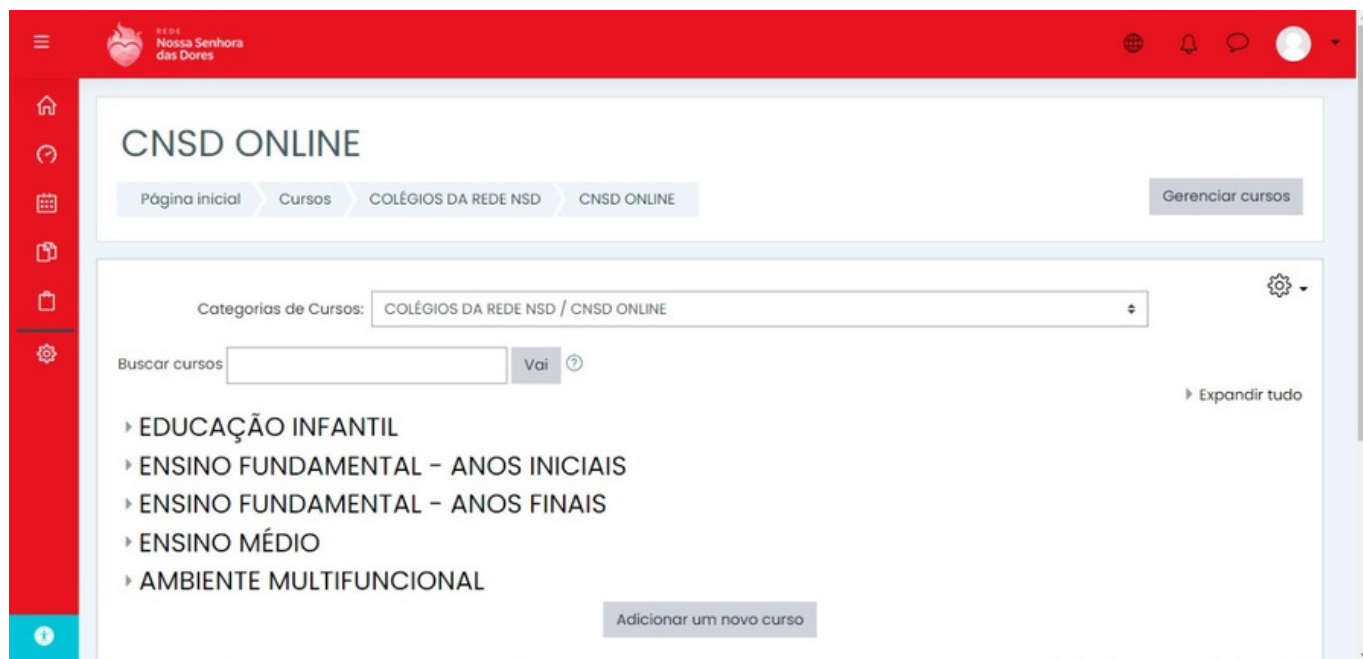 REDE
Nossa Senhora
das Dores
CNSD ONLINE
Página inicial Cursos COLÉGIOS DA REDE NSD CNSD ONLINE
Gerenciar cursos
Categorias de Cursos: COLÉGIOS DA REDE NSD / CNSD ONLINE
Buscar cursos Vai ?
Expandir tudo
EDUCAÇÃO INFANTIL
ENSINO FUNDAMENTAL - ANOS INICIAIS
ENSINO FUNDAMENTAL - ANOS FINAIS
ENSINO MÉDIO
AMBIENTE MULTIFUNCIONAL
Adicionar um novo curso